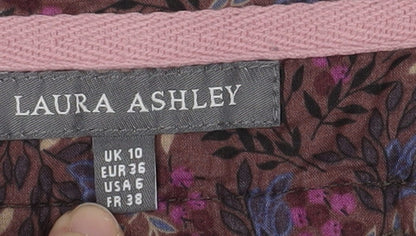 LAURA ASHLEY
UK 10
EUR 36
USA 6
FR 38